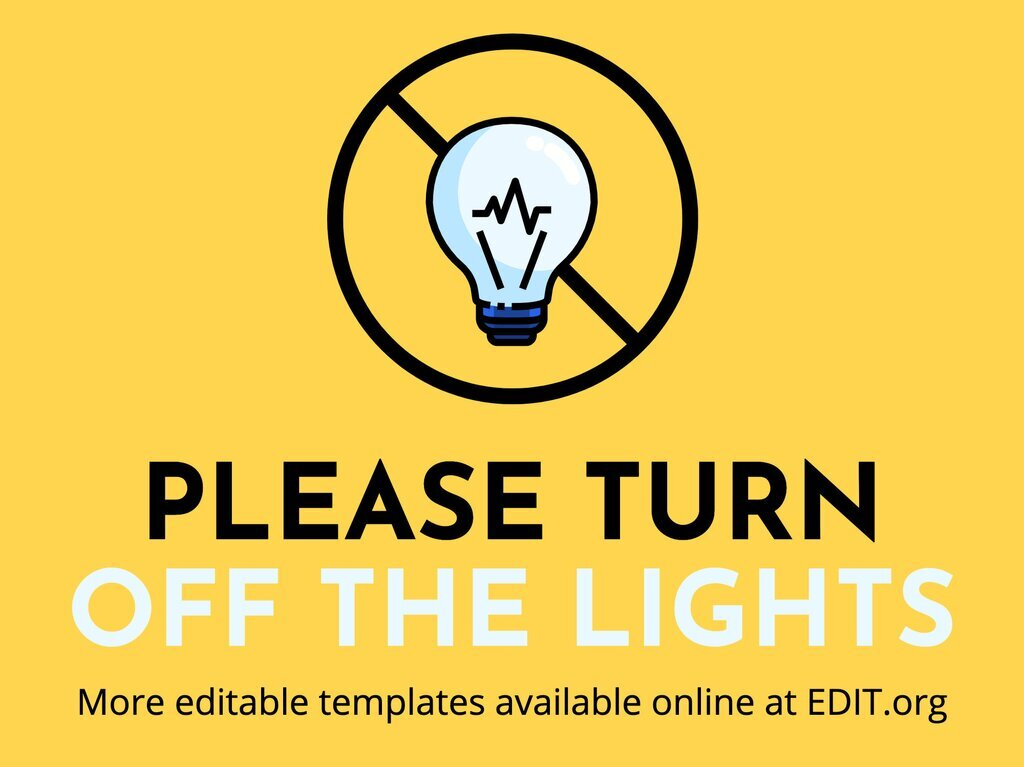 PLEASE TURN
OFF THE LIGHTS
More editable templates available online at EDIT.org